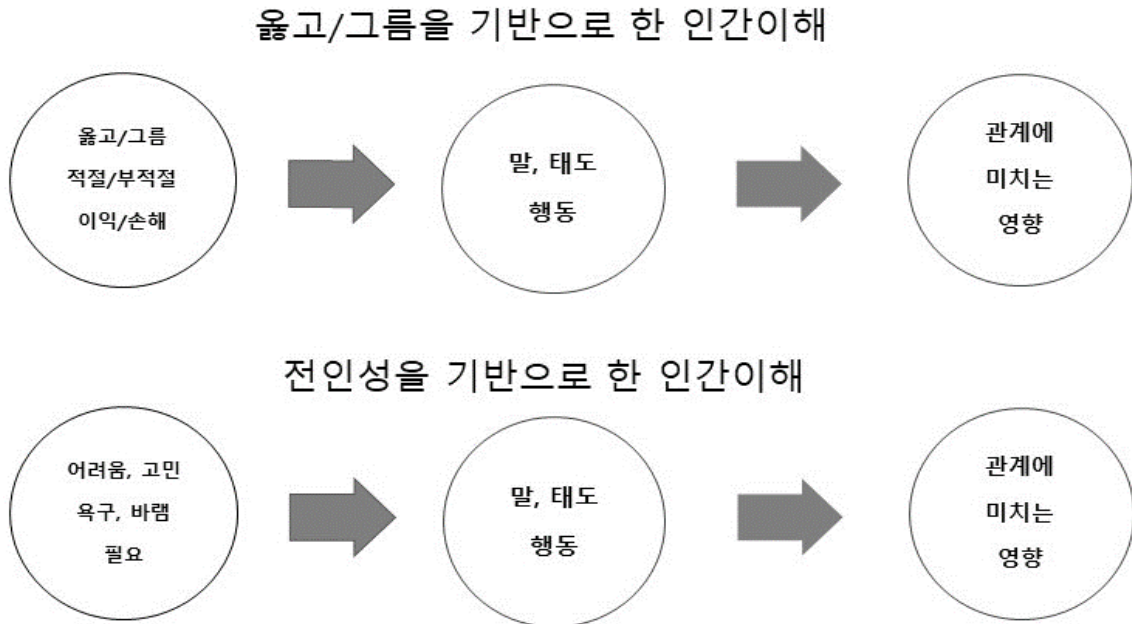 옳고/그름을 기반으로 한 인간이해
옳고/그름
적절/부적절
이익/손해
말, 태도
행동
관계에
미치는
영향
전인성을 기반으로 한 인간이해
어려움, 고민
욕구, 바램
필요
말, 태도
행동
관계에
미치는
영향